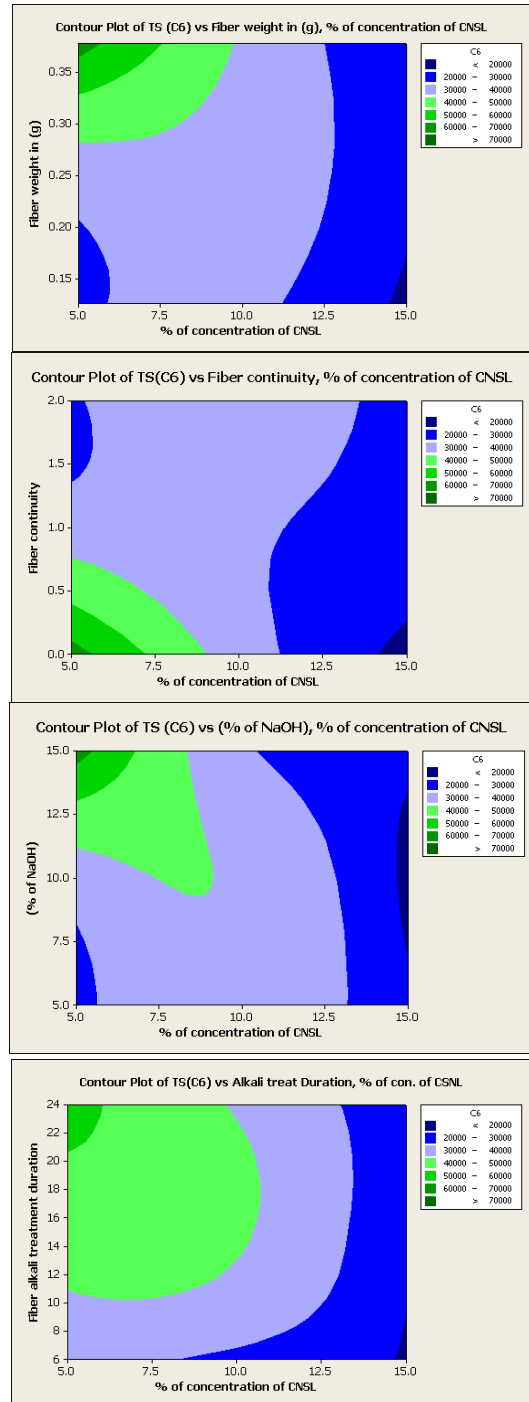 Contour Plot of TS (C6) vs Fiber weight in (g), % of concentration of CNSL
C6
< 20000
20000 - 30000
30000 - 40000
40000 - 50000
50000 - 60000
60000 - 70000
> 70000
0.35
0.30
0.20
0.15
Fiber weight in (g)
5.0 7.5 10.0 12.5 15.0
% of concentration of CNSL
Contour Plot of TS(C6) vs Fiber continuity, % of concentration of CNSL
C6
< 20000
20000 - 30000
30000 - 40000
40000 - 50000
50000 - 60000
60000 - 70000
> 70000
2.0
1.5
1.0
0.5
0.0
Fiber continuity
5.0 7.5 10.0 12.5 15.0
% of concentration of CNSL
Contour Plot of TS (C6) vs (% of NaOH), % of concentration of CNSL
C6
< 20000
20000 - 30000
30000 - 40000
40000 - 50000
50000 - 60000
60000 - 70000
> 70000
15.0
12.5
10.0
7.5
5.0
(% of NaOH)
5.0 7.5 10.0 12.5 15.0
% of concentration of CNSL
Contour Plot of TS(C6) vs Alkali treat Duration, % of con. of CSNL
C6
< 20000
20000 - 30000
30000 - 40000
40000 - 50000
50000 - 60000
60000 - 70000
> 70000
24
22
20
18
16
14
12
10
8
6
Fiber alkali treatment duration
5.0 7.5 10.0 12.5 15.0
% of concentration of CNSL